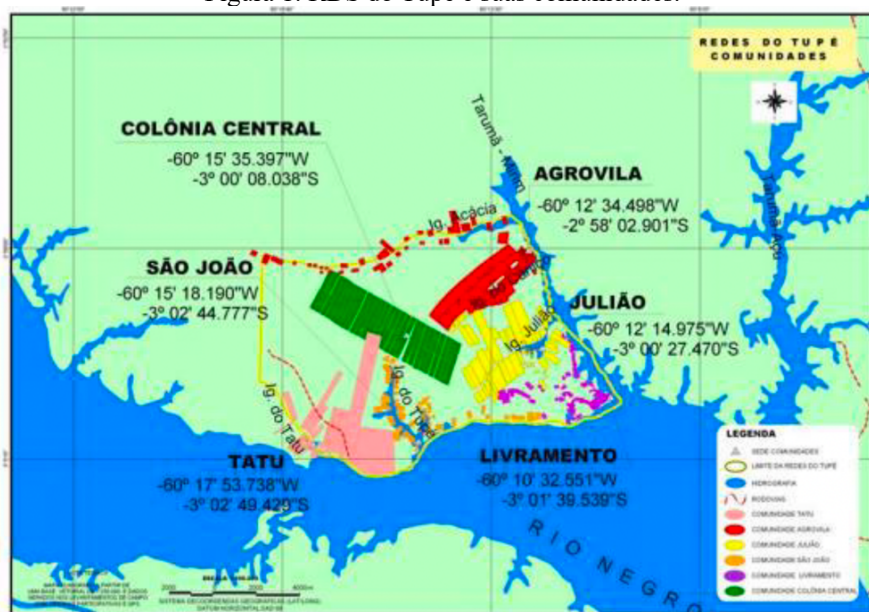 REDES DO TUPÉ
COMUNIDADES
COLÔNIA CENTRAL
-60º 15' 35.397"W
-3º 00' 08.038"S
Tarumã - Mirim
AGROVILA
-60º 12' 34.498"W
-2º 58' 02.901"S
Tarumã Açu
Ig. Acácia
SÃO JOÃO
-60º 15' 18.190"W
-3º 02' 44.777"S
JULIÃO
-60º 12' 14.975"W
-3º 00' 27.470"S
Ig. Julião
Ig. do Tatu
Ig. do Tupé
TATU
-60º 17' 53.738"W
-3º 02' 49.420"S
LIVRAMENTO
-60º 10' 32.551"W
-3º 01' 39.539"S
RIO NEGRO
LEGENDA
SEDE COMUNIDADES
LIMITE DA REDES DO TUPÉ
HIDROGRAFIA
RODOVIAS
COMUNIDADE TATU
COMUNIDADE AGROVILA
COMUNIDADE JULIÃO
COMUNIDADE SÃO JOÃO
COMUNIDADE LIVRAMENTO
COMUNIDADE COLÔNIA CENTRAL